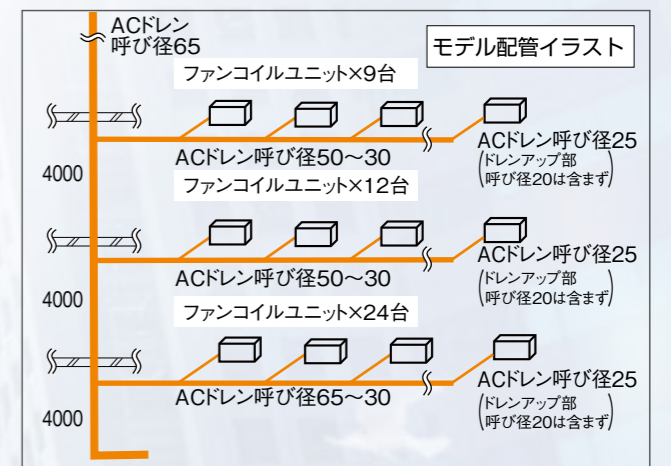 ACドレン
呼び径65
モデル配管イラスト
ファンコイルユニット×9台
ACドレン呼び径50〜30
ACドレン呼び径25
(ドレンアップ部
呼び径20は含まず)
4000
ファンコイルユニット×12台
ACドレン呼び径50〜30
ACドレン呼び径25
(ドレンアップ部
呼び径20は含まず)
4000
ファンコイルユニット×24台
ACドレン呼び径65〜30
ACドレン呼び径25
(ドレンアップ部
呼び径20は含まず)
4000